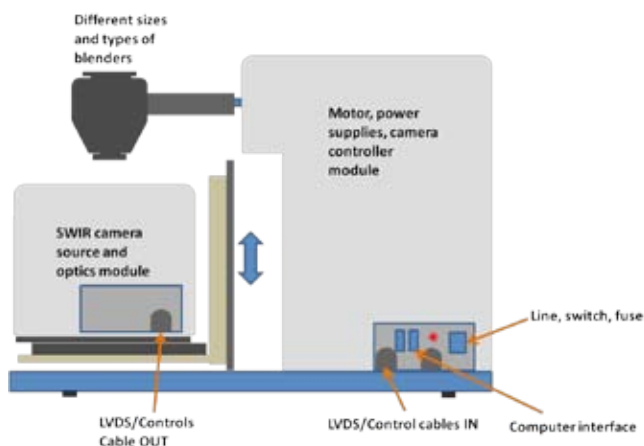 Different sizes
and types of
blenders
Motor, power
supplies, camera
controller
module
SWIR camera
source and
optics module
Line, switch, fuse
LVDS/Controls
Cable OUT
LVDS/Control cables IN
Computer interface